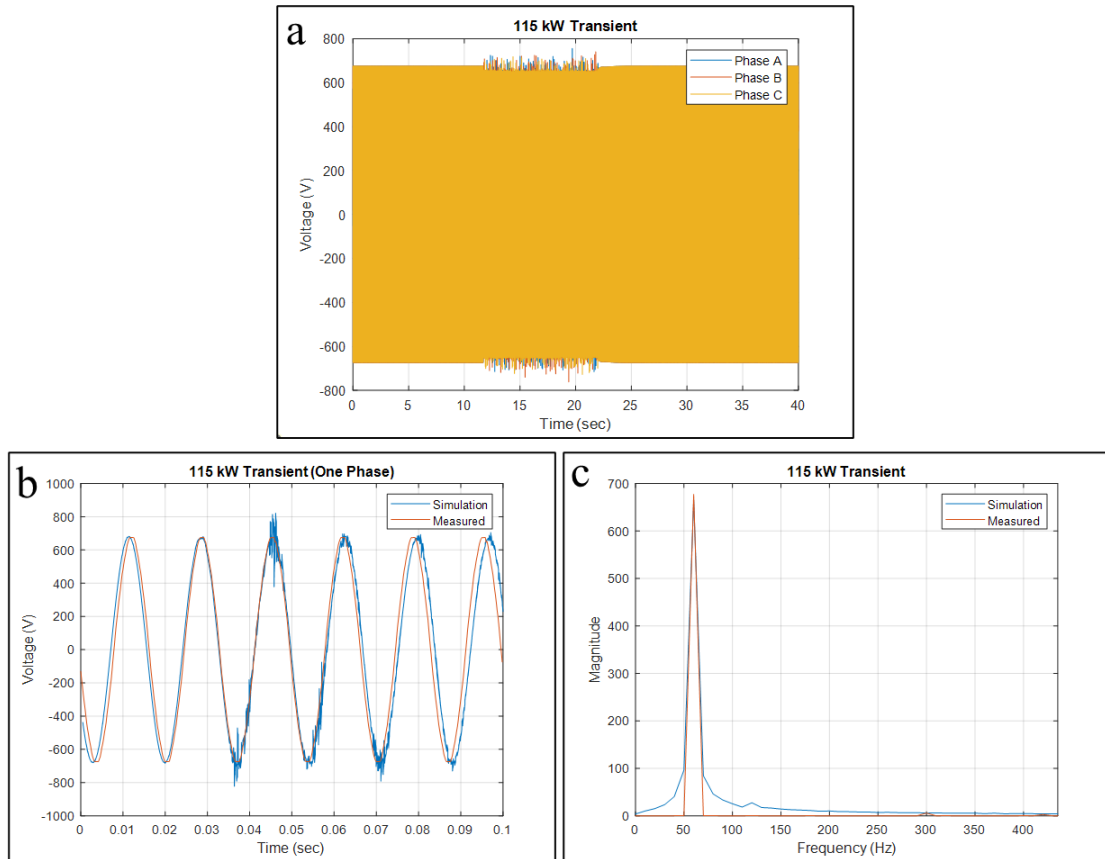 a
115 kW Transient
Voltage (V)
800
600
400
200
0
-200
-400
-600
-800
Phase A
Phase B
Phase C
0 5 10 15 20 25 30 35 40
Time (sec)
b
115 kW Transient (One Phase)
Voltage (V)
1000
800
600
400
200
0
-200
-400
-600
-800
-1000
Simulation
Measured
0 0.01 0.02 0.03 0.04 0.05 0.06 0.07 0.08 0.09 0.1
Time (sec)
c
115 kW Transient
Magnitude
700
600
500
400
300
200
100
0
Simulation
Measured
0 50 100 150 200 250 300 350 400
Frequency (Hz)